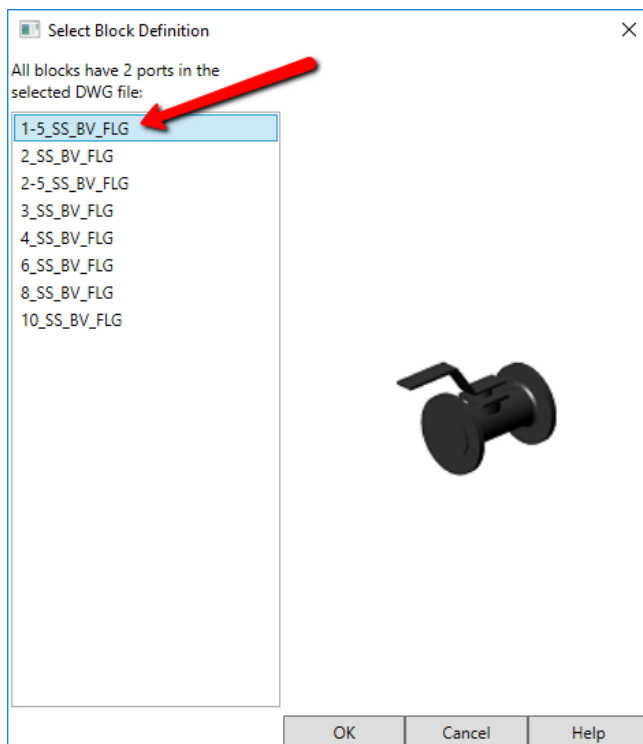 Select Block Definition
All blocks have 2 ports in the
selected DWG file:
1-5_SS_BV_FLG
2_SS_BV_FLG
2-5_SS_BV_FLG
3_SS_BV_FLG
4_SS_BV_FLG
6_SS_BV_FLG
8_SS_BV_FLG
10_SS_BV_FLG
OK Cancel Help